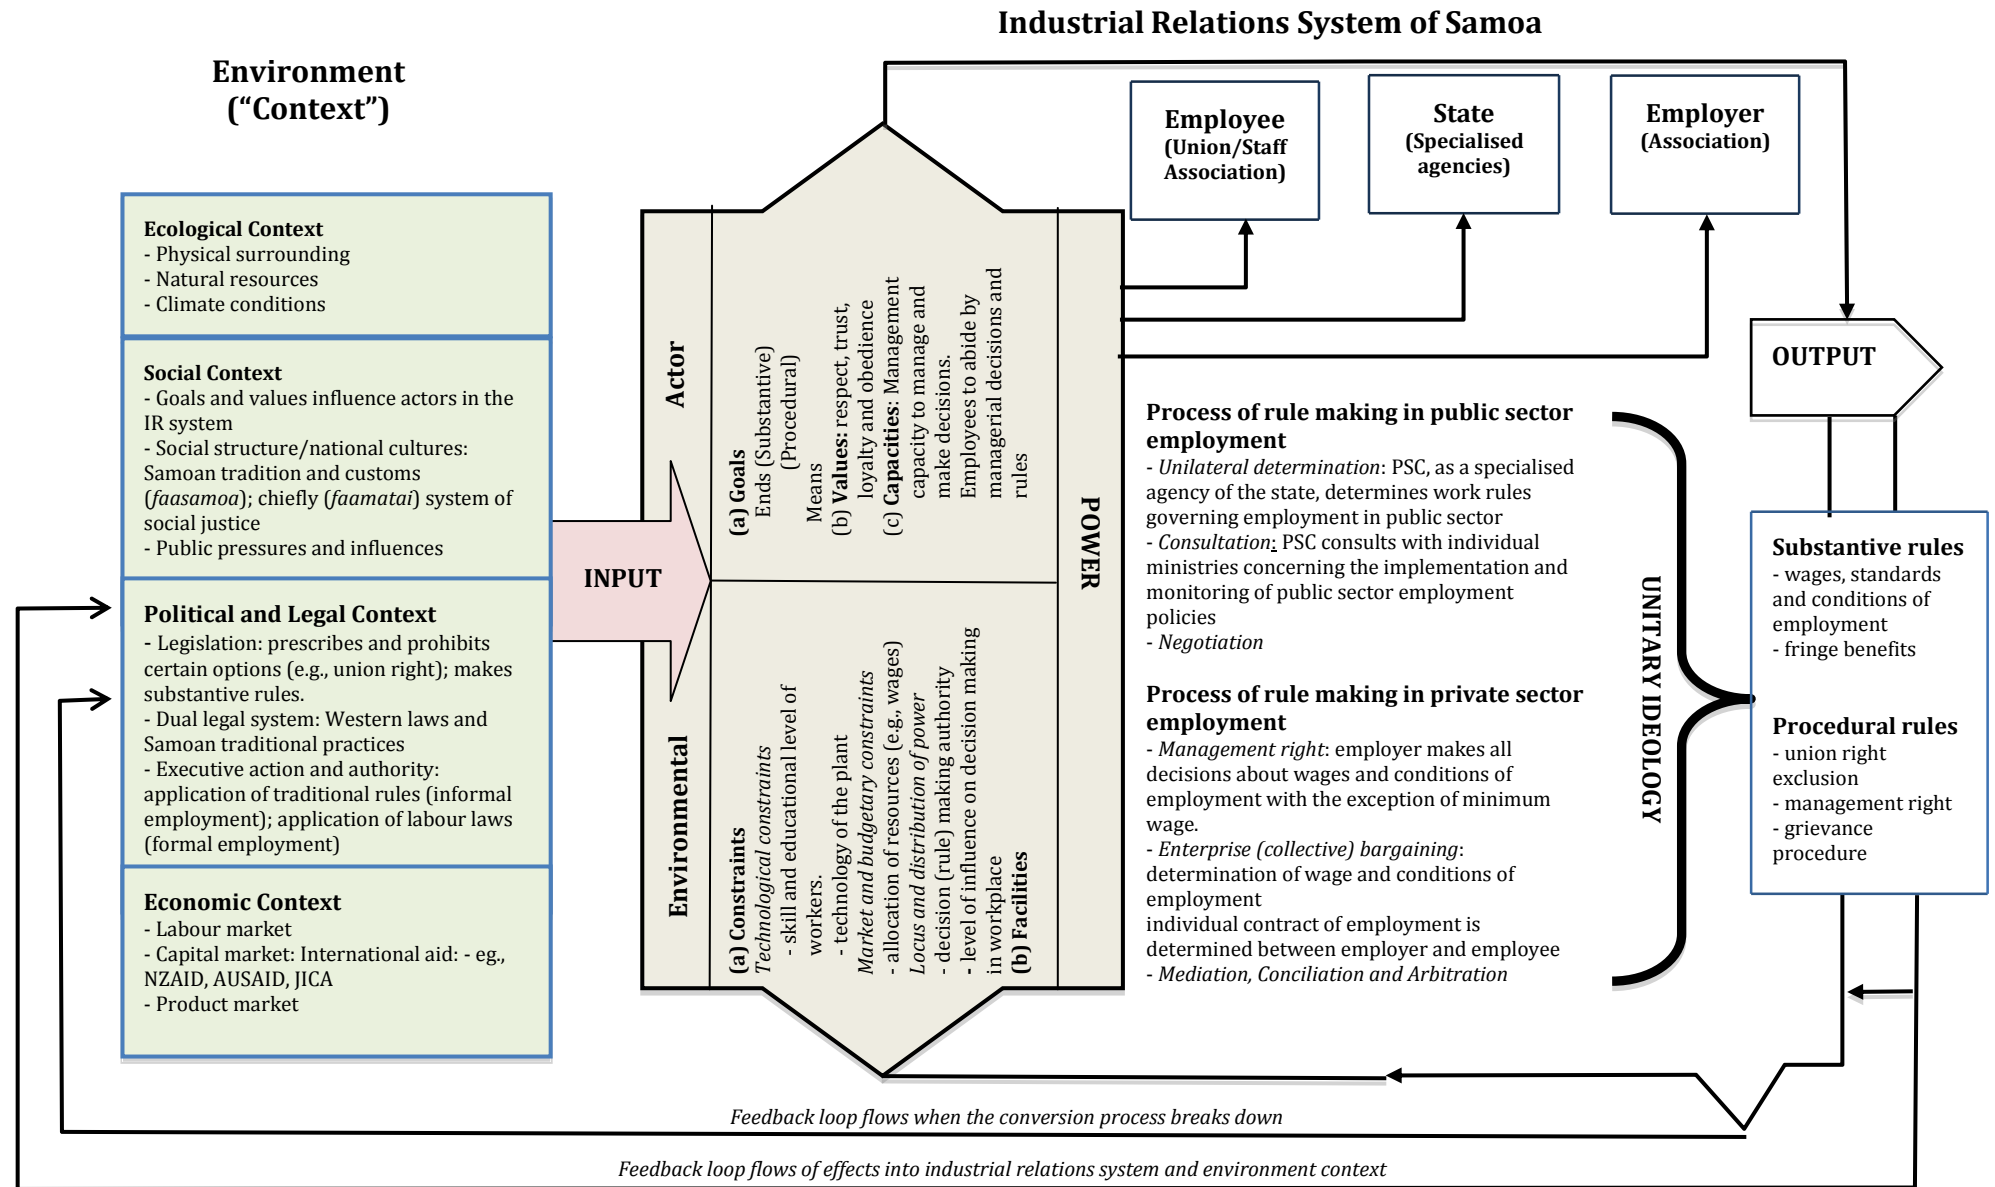 Industrial Relations System of Samoa
Environment
(“Context”)
Ecological Context
- Physical surrounding
- Natural resources
- Climate conditions
Social Context
- Goals and values influence actors in the
IR system
- Social structure/national cultures:
Samoan tradition and customs
(faasamoa); chiefly (faamatai) system of
social justice
- Public pressures and influences
Political and Legal Context
- Legislation: prescribes and prohibits
certain options (e.g., union right); makes
substantive rules.
- Dual legal system: Western laws and
Samoan traditional practices
- Executive action and authority:
application of traditional rules (informal
employment); application of labour laws
(formal employment)
Economic Context
- Labour market
- Capital market: International aid: - eg.,
NZAID, AUSAID, JICA
- Product market
INPUT
Actor
(a) Goals
Ends (Substantive)
(Procedural)
Means
(b) Values: respect, trust,
loyalty and obedience
(c) Capacities: Management
capacity to manage and
make decisions.
Employees to abide by
managerial decisions and
rules
Environmental
(a) Constraints
Technological constraints
- skill and educational level of
workers.
- technology of the plant
Market and budgetary constraints
- allocation of resources (e.g., wages)
Locus and distribution of power
- decision (rule) making authority
- level of influence on decision making
in workplace
(b) Facilities
POWER
Employee
(Union/Staff
Association)
State
(Specialised
agencies)
Employer
(Association)
Process of rule making in public sector
employment
- Unilateral determination: PSC, as a specialised
agency of the state, determines work rules
governing employment in public sector
- Consultation: PSC consults with individual
ministries concerning the implementation and
monitoring of public sector employment
policies
- Negotiation
Process of rule making in private sector
employment
- Management right: employer makes all
decisions about wages and conditions of
employment with the exception of minimum
wage.
- Enterprise (collective) bargaining:
determination of wage and conditions of
employment
individual contract of employment is
determined between employer and employee
- Mediation, Conciliation and Arbitration
UNITARY IDEOLOGY
OUTPUT
Substantive rules
- wages, standards
and conditions of
employment
- fringe benefits
Procedural rules
- union right
exclusion
- management right
- grievance
procedure
Feedback loop flows when the conversion process breaks down
Feedback loop flows of effects into industrial relations system and environment context